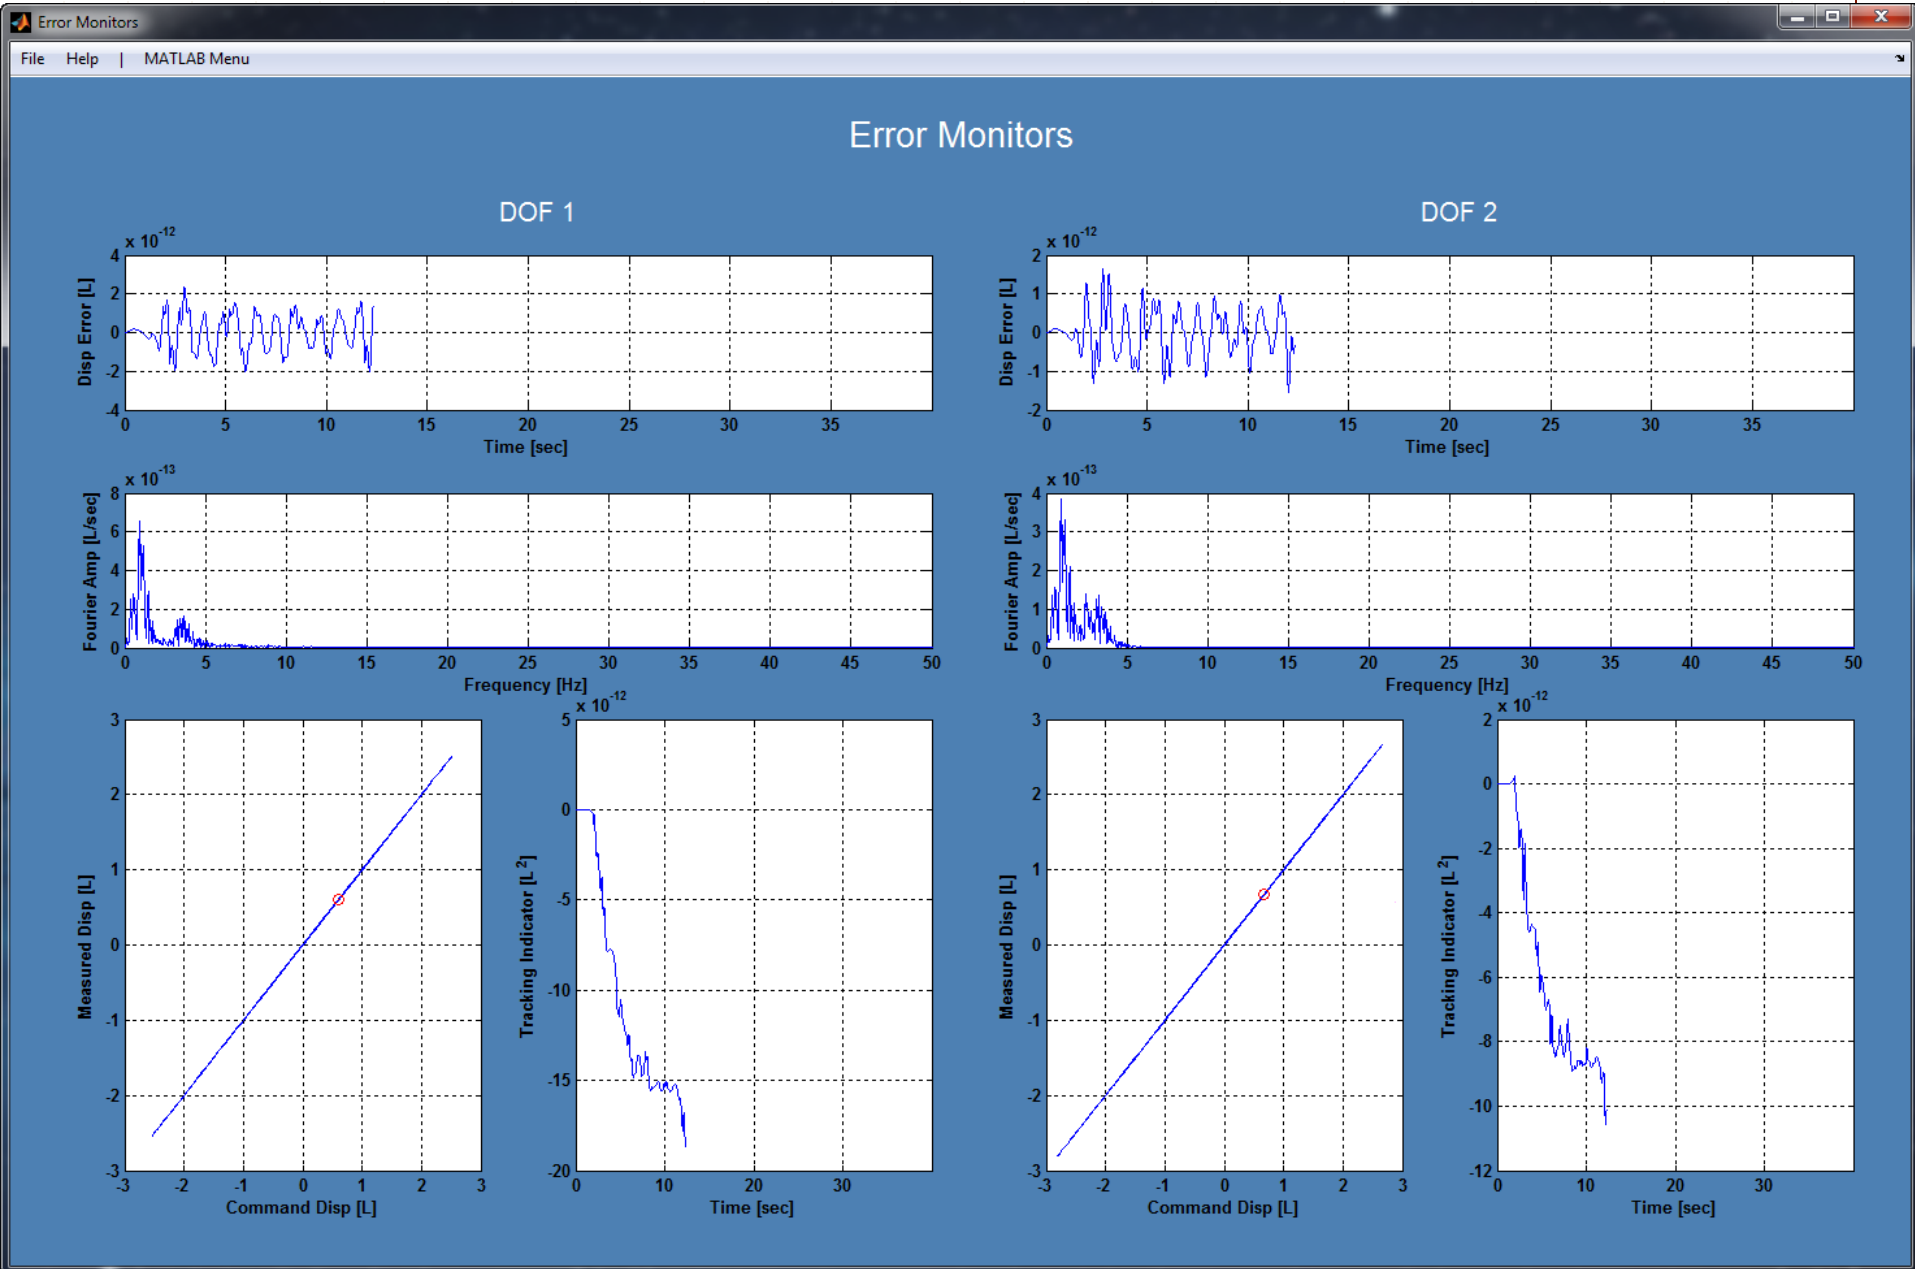 Error Monitors
File Help | MATLAB Menu
Error Monitors
DOF 1
x 10^-12
4
2
0
-2
-4
Disp Error [L]
0 5 10 15 20 25 30 35
Time [sec]
x 10^-13
8
6
4
2
0
Fourier Amp [L/sec]
0 5 10 15 20 25 30 35 40 45 50
Frequency [Hz]
3
2
1
0
-1
-2
-3
Measured Disp [L]
-3 -2 -1 0 1 2 3
Command Disp [L]
x 10^-12
5
0
-5
-10
-15
-20
Tracking Indicator [L^2]
0 10 20 30
Time [sec]
DOF 2
x 10^-12
2
1
0
-1
-2
Disp Error [L]
0 5 10 15 20 25 30 35
Time [sec]
x 10^-13
4
3
2
1
0
Fourier Amp [L/sec]
0 5 10 15 20 25 30 35 40 45 50
Frequency [Hz]
3
2
1
0
-1
-2
-3
Measured Disp [L]
-3 -2 -1 0 1 2 3
Command Disp [L]
x 10^-12
2
0
-2
-4
-6
-8
-10
-12
Tracking Indicator [L^2]
0 10 20 30
Time [sec]